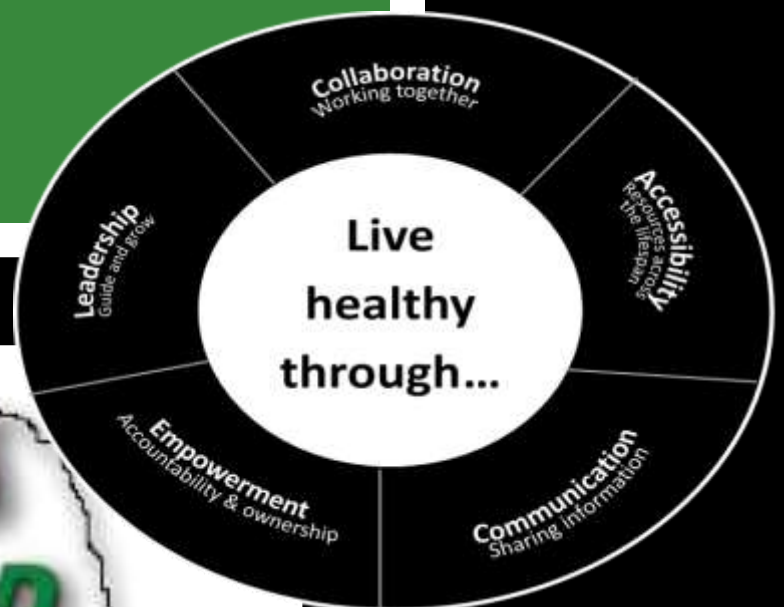 Collaboration
Working together
Accessibility
Resources across
the lifespan
Communication
Sharing information
Empowerment
Accountability & ownership
Leadership
Guide and grow
Live
healthy
through...